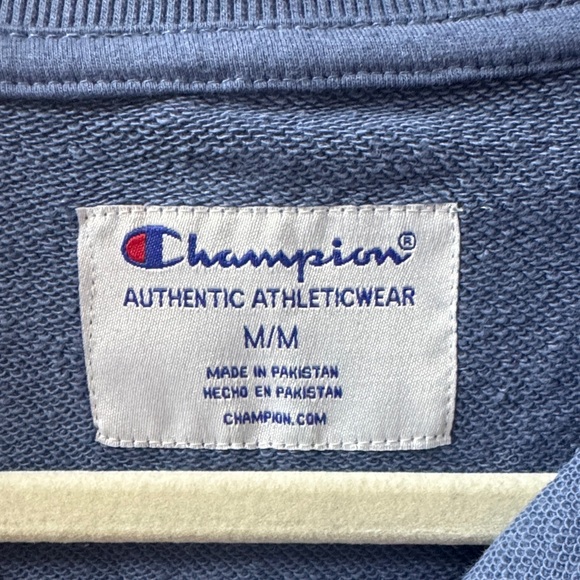 Champion®
AUTHENTIC ATHLETICWEAR
M/M
MADE IN PAKISTAN
HECHO EN PAKISTAN
CHAMPION.COM